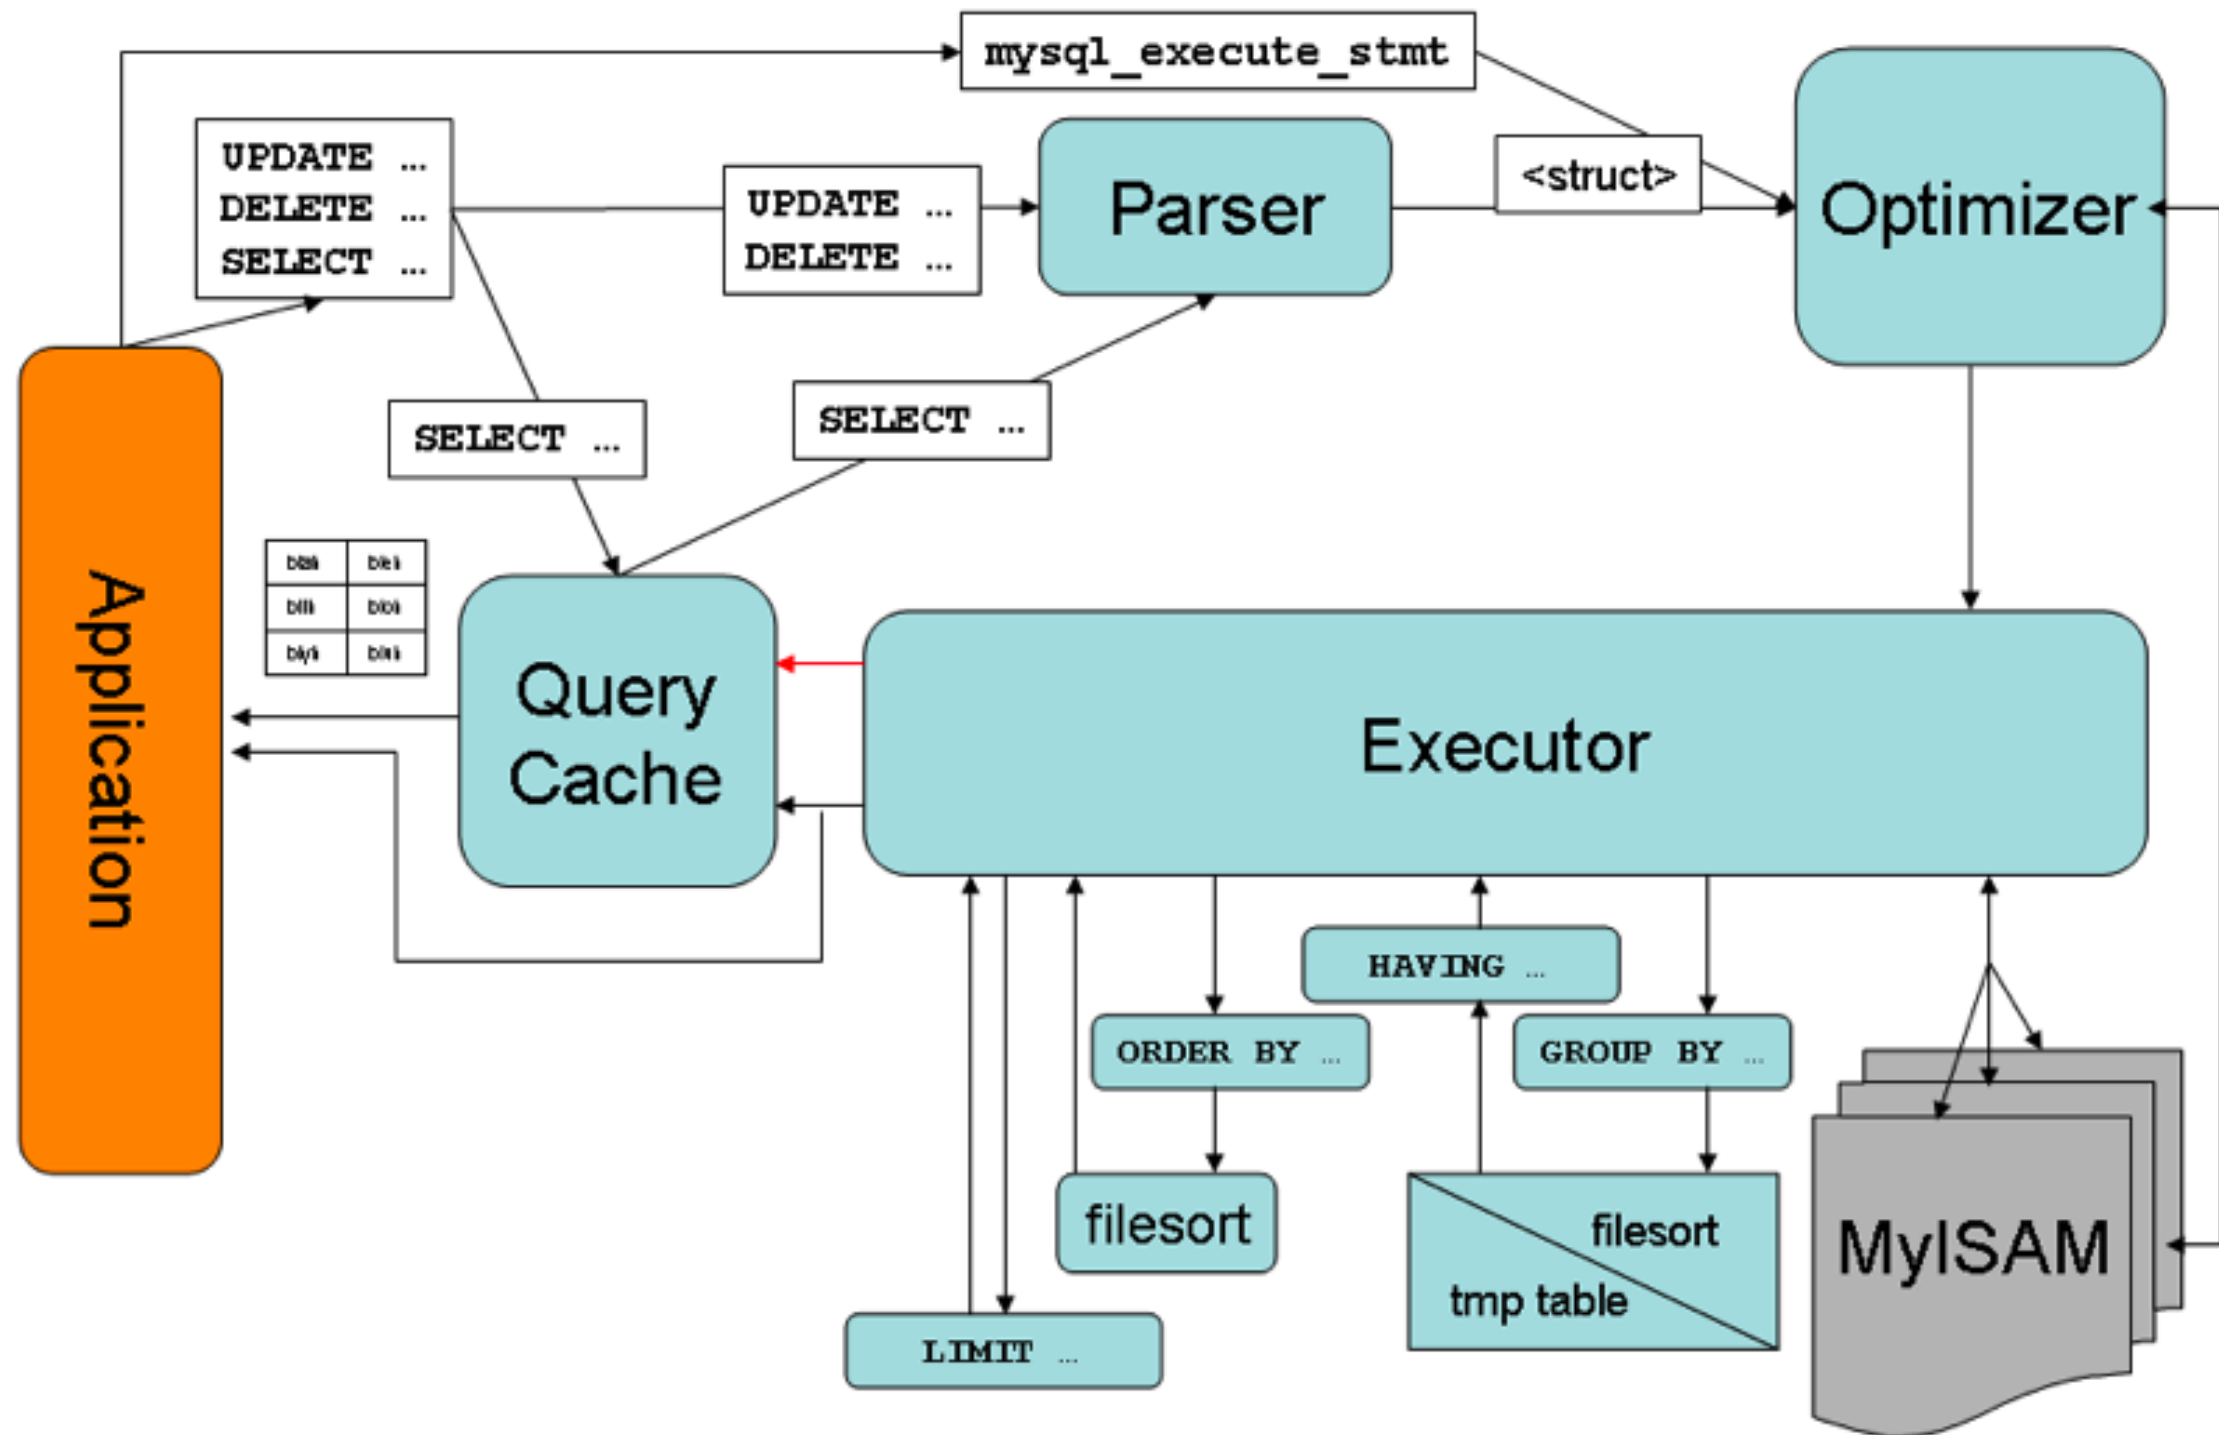 mysql_execute_stmt
UPDATE …
DELETE …
SELECT …
UPDATE …
DELETE …
Parser
<struct>
Optimizer
SELECT …
SELECT …
Application
Query
Cache
Executor
HAVING …
ORDER BY …
GROUP BY …
filesort
filesort
tmp table
MyISAM
LIMIT …